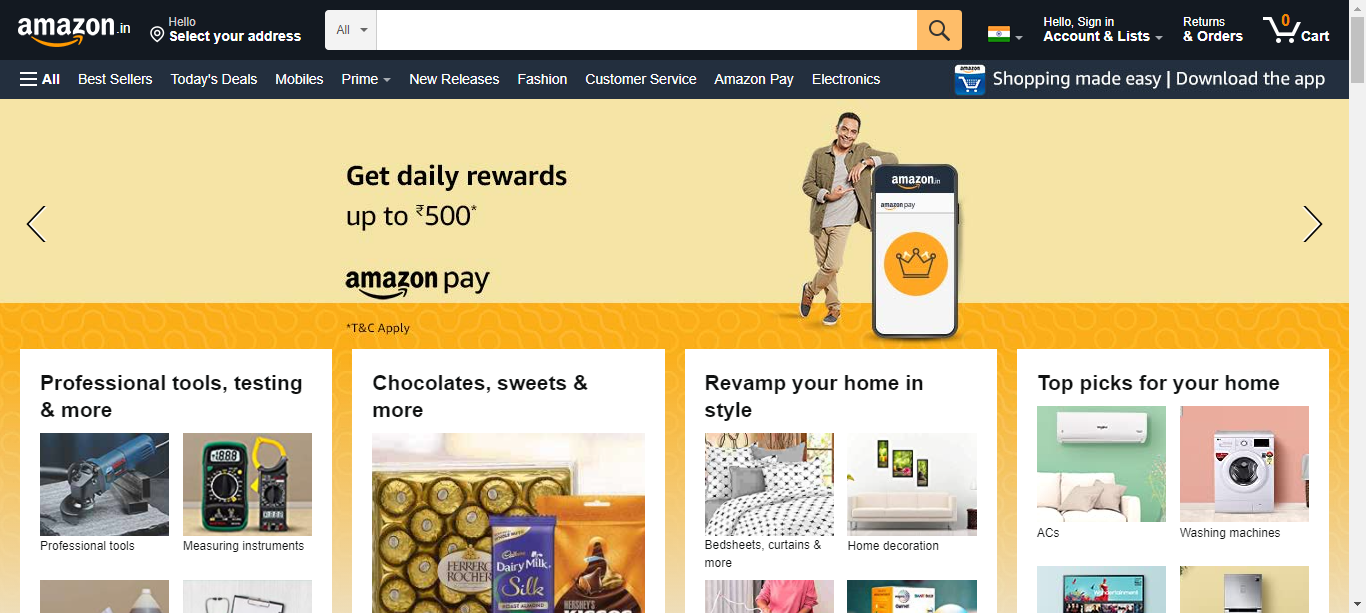 amazon.in
Hello
Select your address
All
Hello, Sign in
Account & Lists
Returns
& Orders
0
Cart
All
Best Sellers
Today's Deals
Mobiles
Prime
New Releases
Fashion
Customer Service
Amazon Pay
Electronics
amazon
Shopping made easy | Download the app
Get daily rewards
up to ₹500*
amazon pay
*T&C Apply
amazon.in
amazon pay
Professional tools, testing
& more
Professional tools
Measuring instruments
Chocolates, sweets &
more
FERRERO
ROCHER
Cadbury
Dairy Milk
Silk
ROAST ALMOND
HERSHEY'S
KISSES
Revamp your home in
style
Bedsheets, curtains &
more
Home decoration
Top picks for your home
ACs
Washing machines